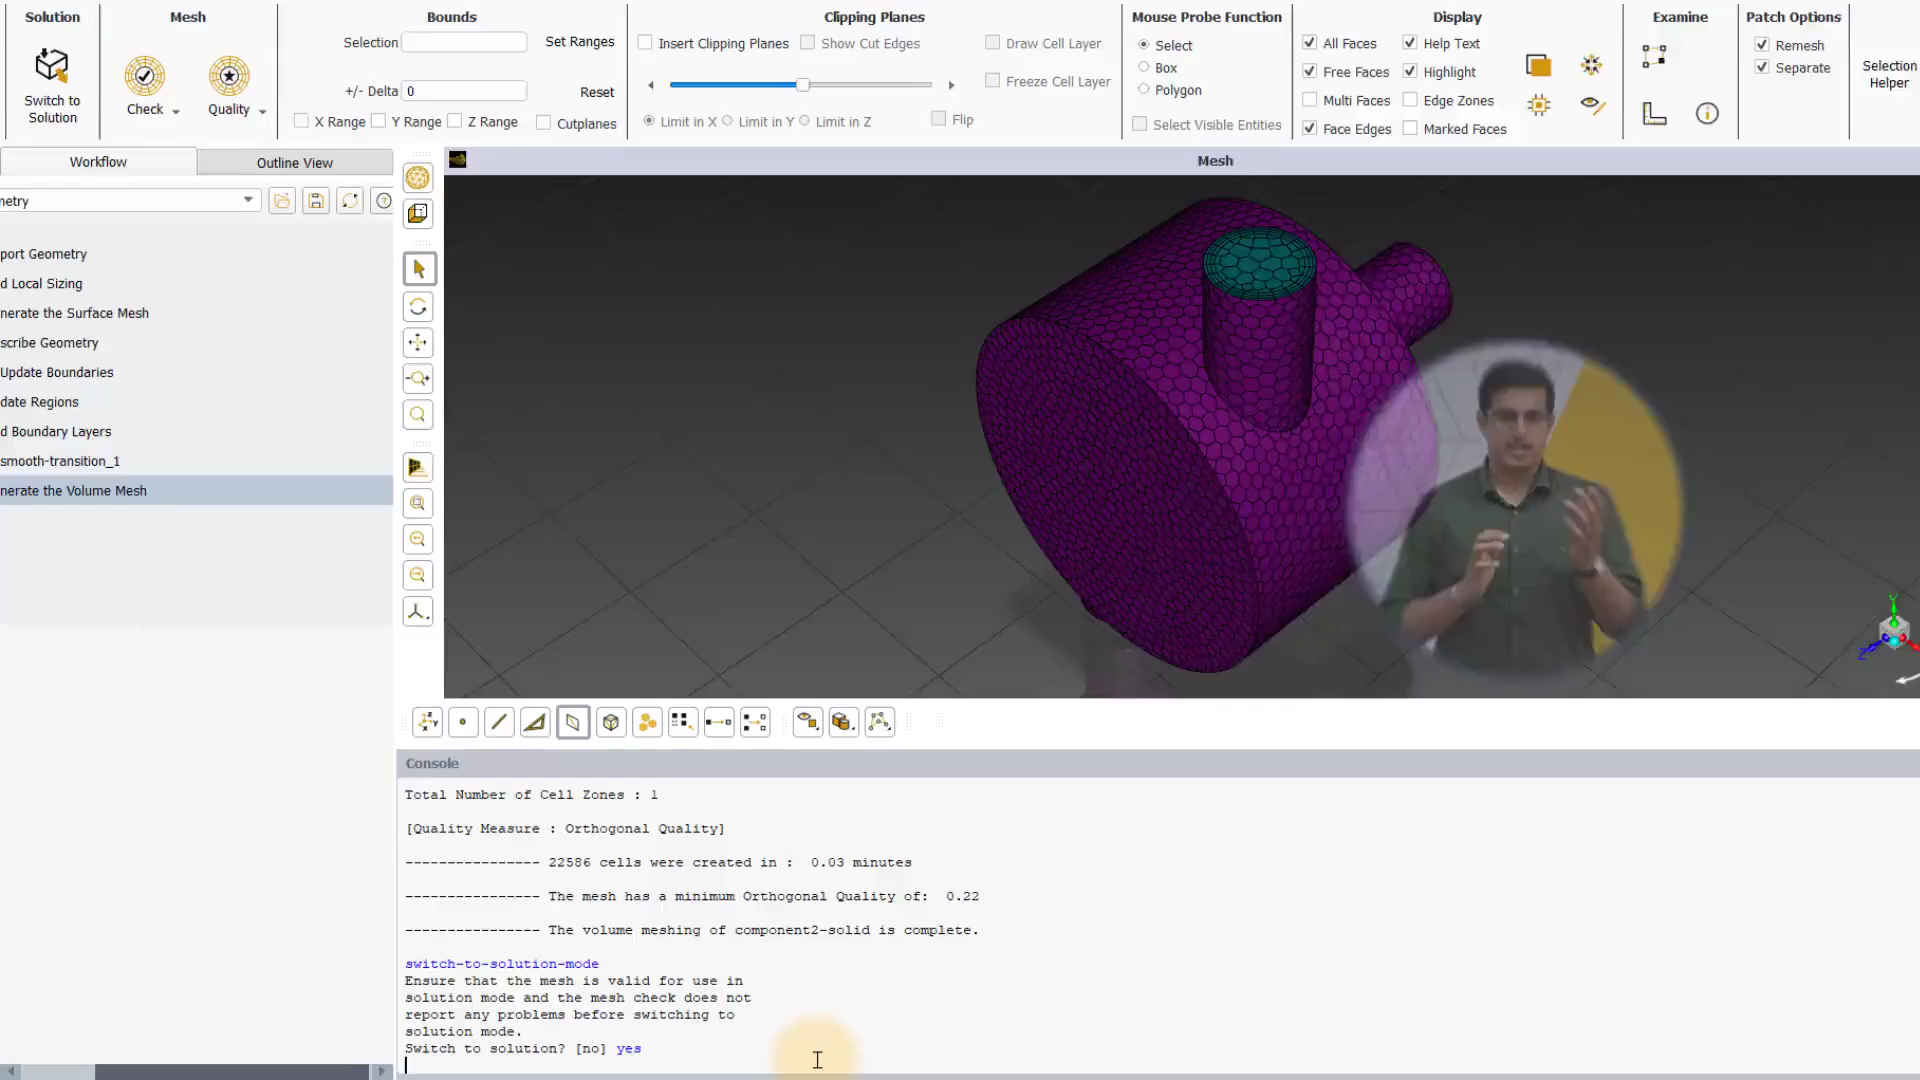 Solution
Mesh
Bounds
Clipping Planes
Mouse Probe Function
Display
Examine
Patch Options
Switch to
Solution
Check
Quality
Selection
Set Ranges
+/- Delta 0
Reset
X Range Y Range Z Range Cutplanes
Insert Clipping Planes Show Cut Edges
Draw Cell Layer
Freeze Cell Layer
Limit in X Limit in Y Limit in Z Flip
Select
Box
Polygon
Select Visible Entities
All Faces Help Text
Free Faces Highlight
Multi Faces Edge Zones
Face Edges Marked Faces
Remesh
Separate
Selection
Helper
Workflow Outline View
netry
port Geometry
d Local Sizing
nerate the Surface Mesh
scribe Geometry
Update Boundaries
date Regions
d Boundary Layers
smooth-transition_1
nerate the Volume Mesh
Mesh
Y
Z
Console
Total Number of Cell Zones : 1
[Quality Measure : Orthogonal Quality]
---------------- 22586 cells were created in : 0.03 minutes
---------------- The mesh has a minimum Orthogonal Quality of: 0.22
---------------- The volume meshing of component2-solid is complete.
switch-to-solution-mode
Ensure that the mesh is valid for use in
solution mode and the mesh check does not
report any problems before switching to
solution mode.
Switch to solution? [no] yes